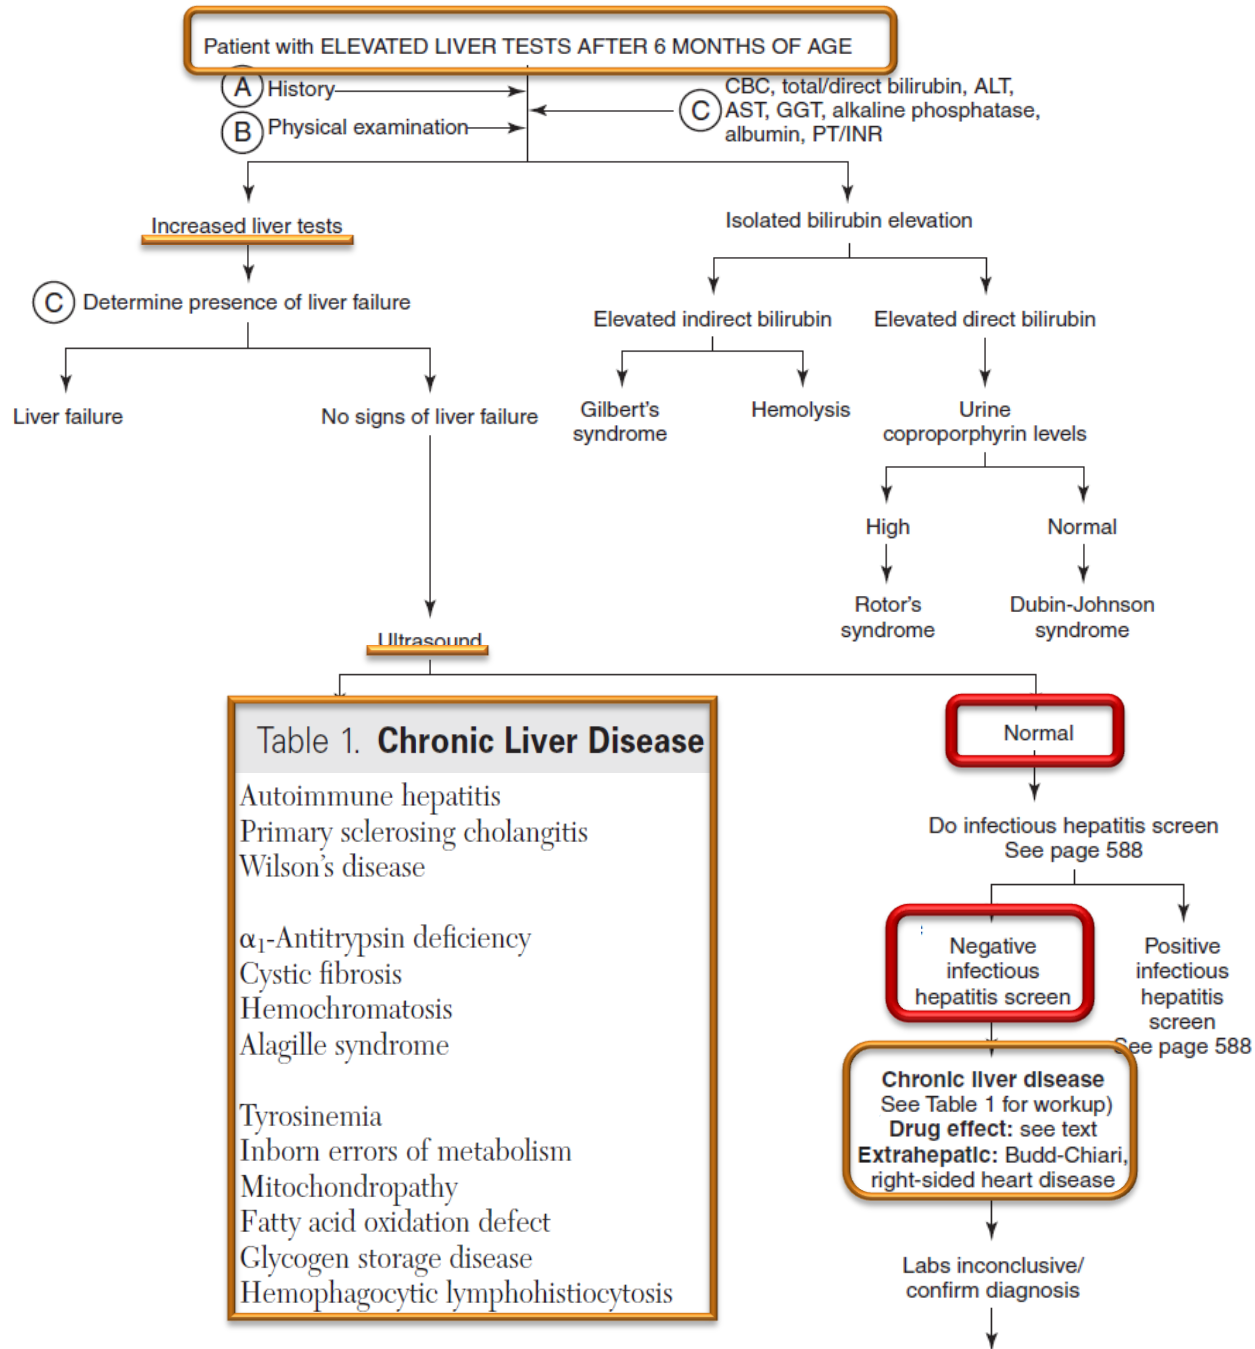 Patient with ELEVATED LIVER TESTS AFTER 6 MONTHS OF AGE
A History
B Physical examination
C CBC, total/direct bilirubin, ALT,
AST, GGT, alkaline phosphatase,
albumin, PT/INR
Increased liver tests
Isolated bilirubin elevation
C Determine presence of liver failure
Elevated indirect bilirubin
Elevated direct bilirubin
Liver failure
No signs of liver failure
Gilbert's
syndrome
Hemolysis
Urine
coproporphyrin levels
High
Normal
Rotor's
syndrome
Dubin-Johnson
syndrome
Ultrasound
Table 1. Chronic Liver Disease
Autoimmune hepatitis
Primary sclerosing cholangitis
Wilson's disease
α₁-Antitrypsin deficiency
Cystic fibrosis
Hemochromatosis
Alagille syndrome
Tyrosinemia
Inborn errors of metabolism
Mitochondropathy
Fatty acid oxidation defect
Glycogen storage disease
Hemophagocytic lymphohistiocytosis
Normal
Do infectious hepatitis screen
See page 588
Negative
infectious
hepatitis screen
Positive
infectious
hepatitis
screen
See page 588
Chronic liver disease
See Table 1 for workup)
Drug effect: see text
Extrahepatic: Budd-Chiari,
right-sided heart disease
Labs inconclusive/
confirm diagnosis